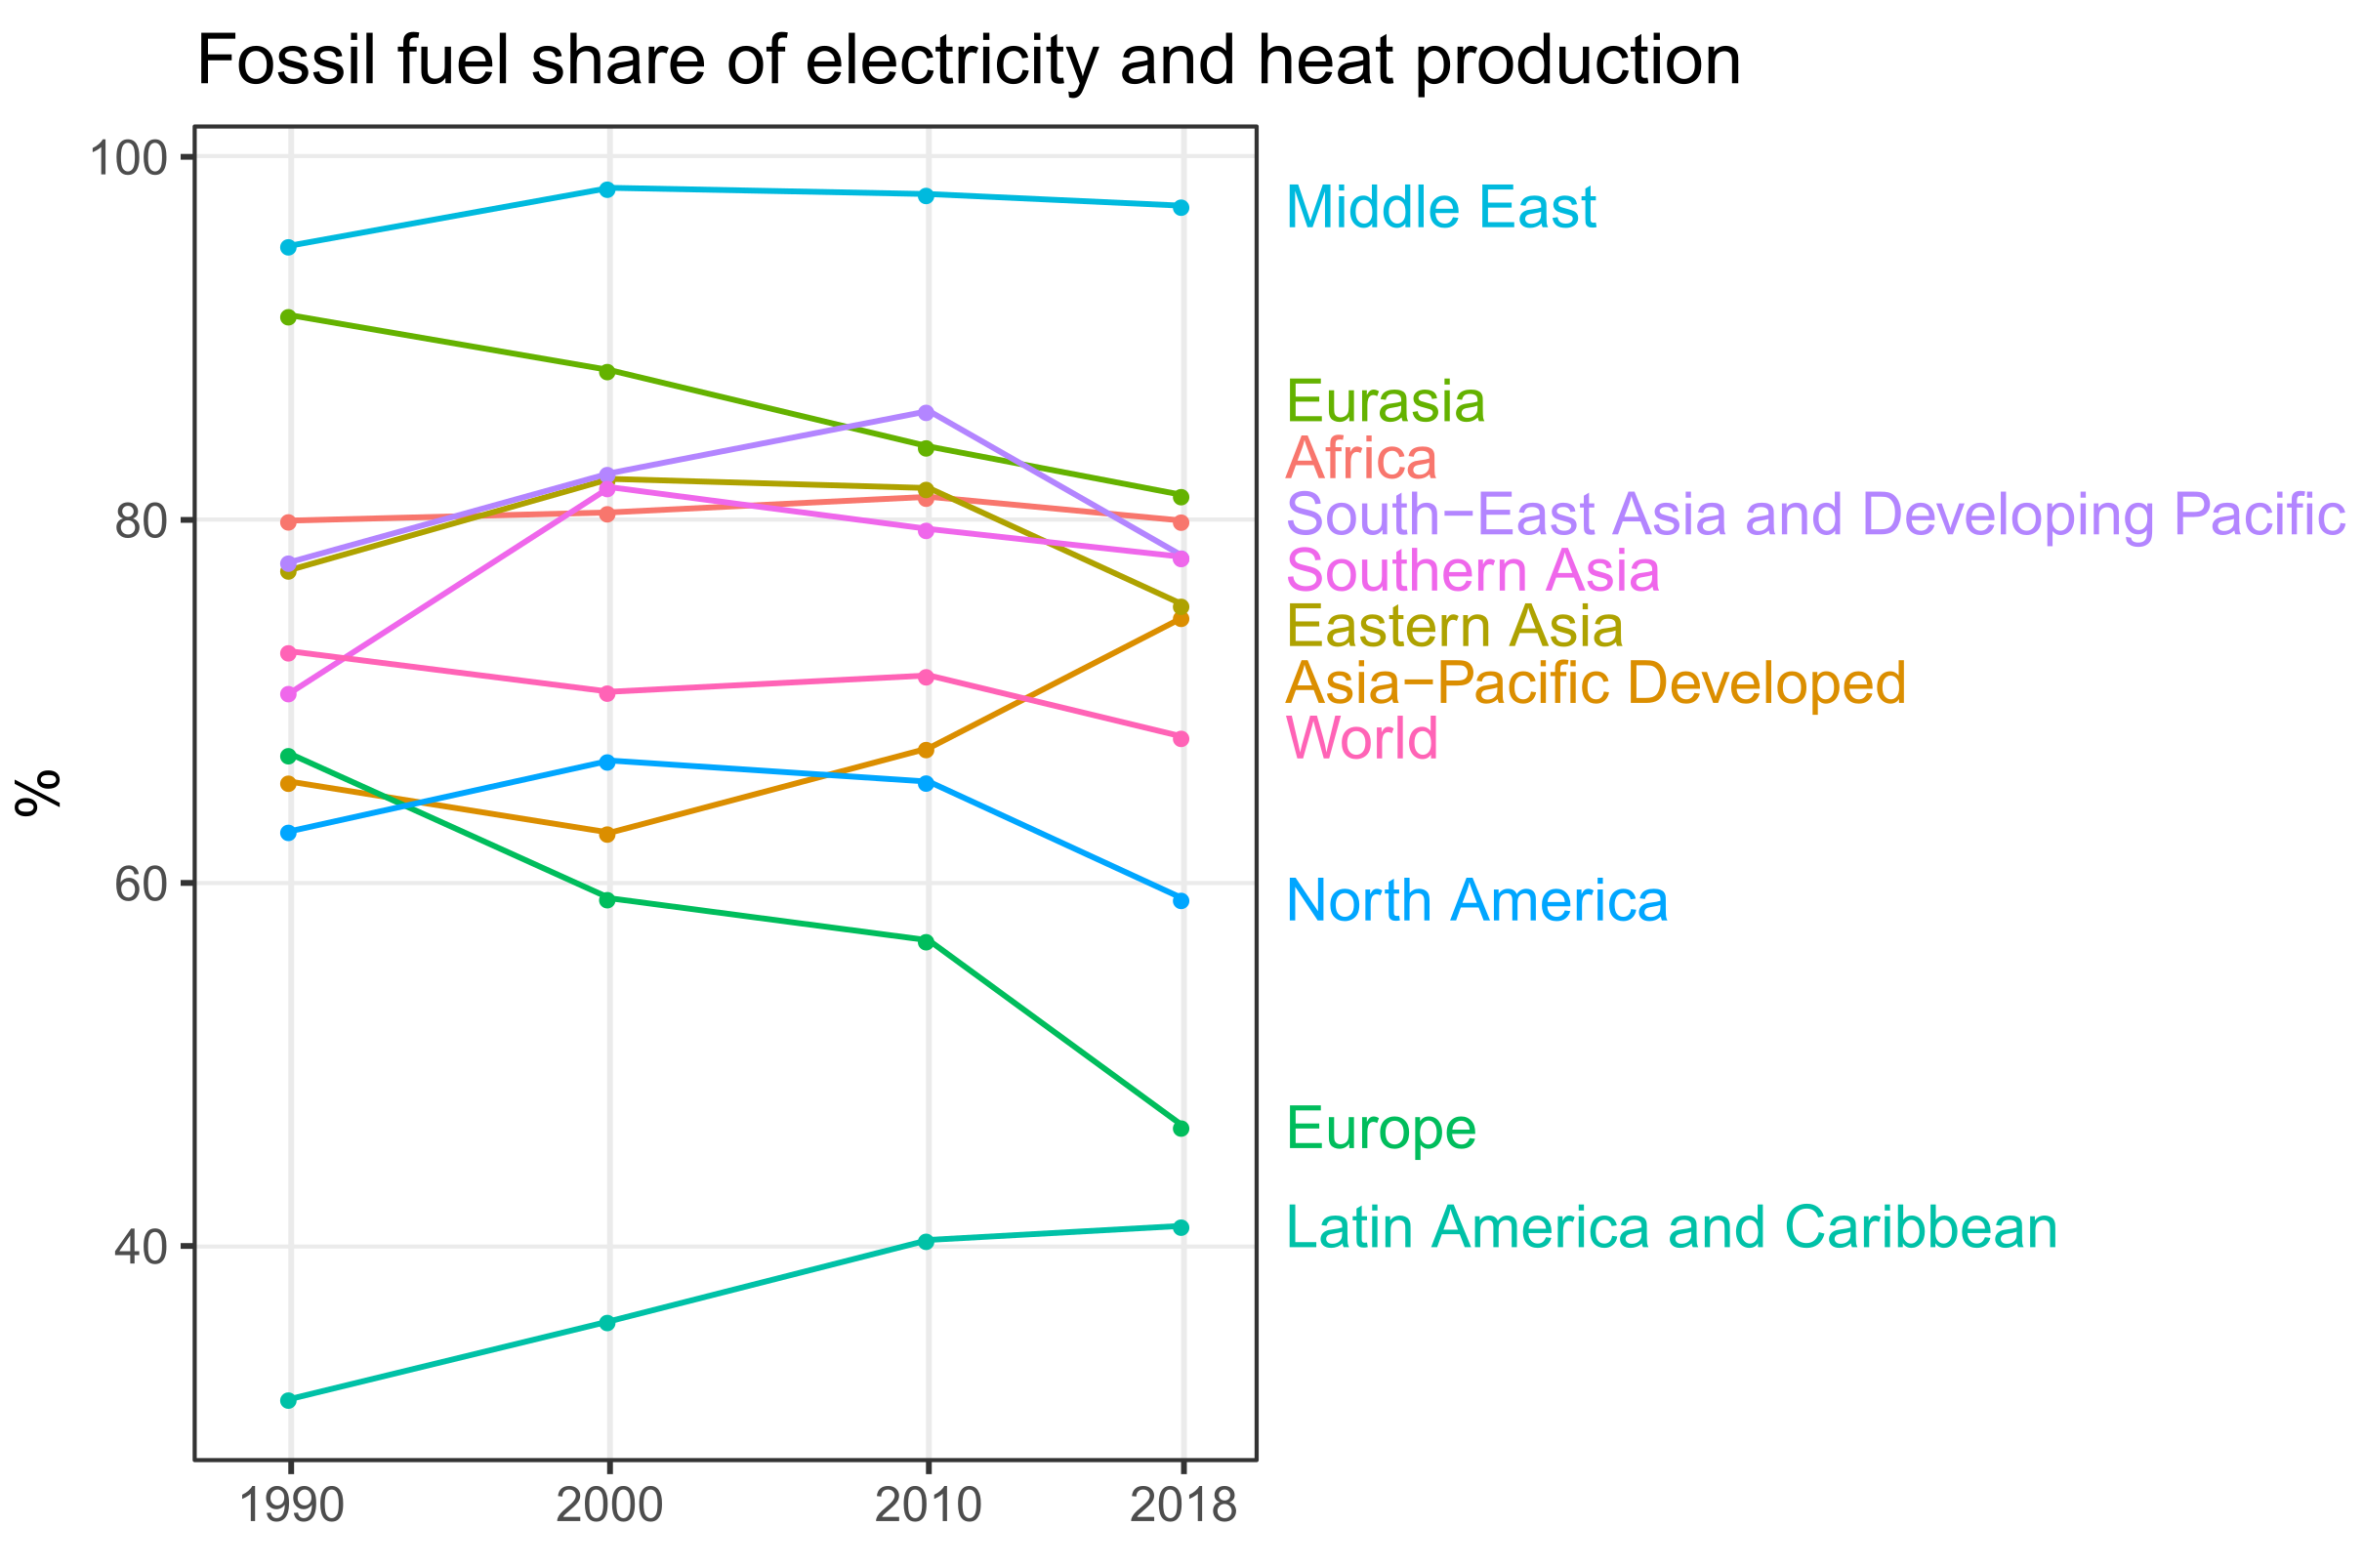 Fossil fuel share of electricity and heat production
100
80
60
40
%
1990
2000
2010
2018
Middle East
Eurasia
Africa
South−East Asia and Developing Pacific
Southern Asia
Eastern Asia
Asia−Pacific Developed
World
North America
Europe
Latin America and Caribbean